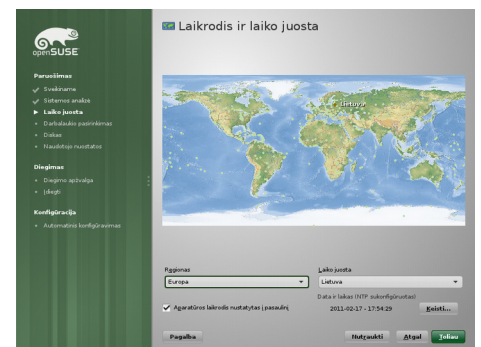 openSUSE
Paruošimas
Sveikiname
Sistemos analizė
Laiko juosta
Darbalaukio pasirinkimas
Diskas
Naudotojo nuostatos
Diegimas
Diegimo apžvalga
Įdiegti
Konfigūracija
Automatinis konfigūravimas
Laikrodis ir laiko juosta
Lietuva
Regionas
Europa
Laiko juosta
Lietuva
Aparatūros laikrodis nustatytas į pasaulinį
Data ir laikas (NTP sukonfigūruotas)
2011-02-17 - 17:54:29
Keisti...
Pagalba
Nutraukti
Atgal
Toliau